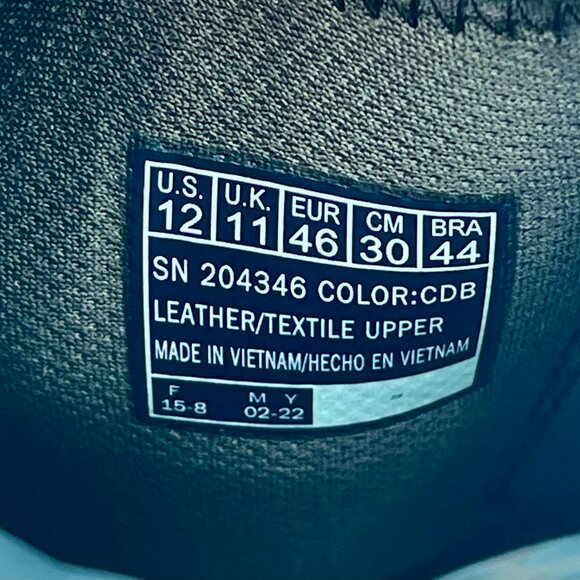 U.S. U.K. EUR CM BRA
12 11 46 30 44
SN 204346 COLOR:CDB
LEATHER/TEXTILE UPPER
MADE IN VIETNAM/HECHO EN VIETNAM
F M Y
15-8 02-22 -